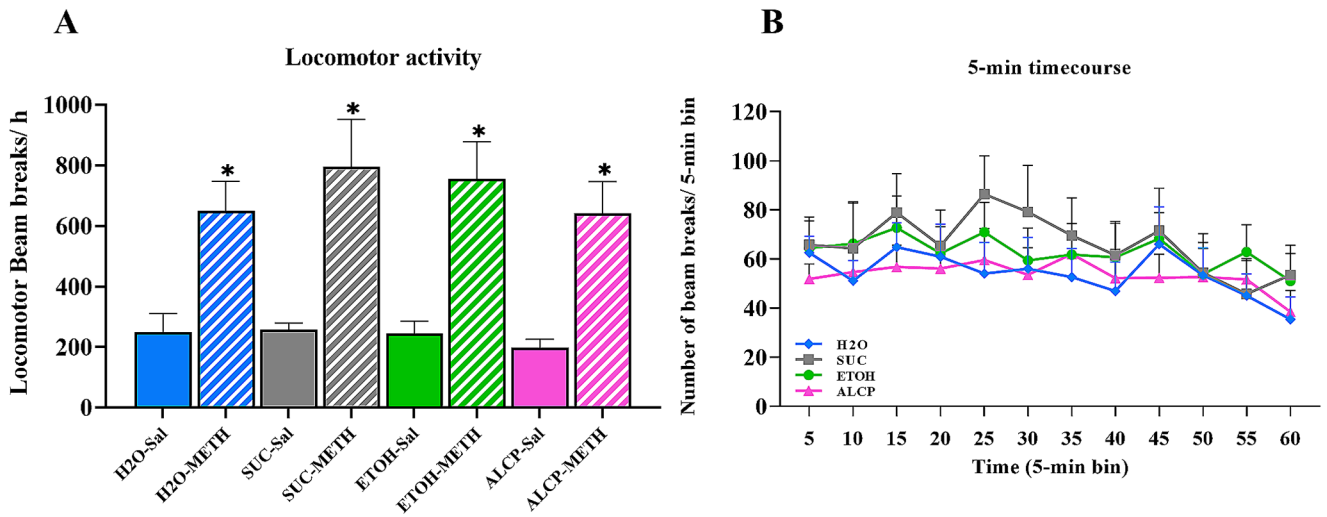 A
Locomotor activity
Locomotor Beam breaks/ h
1000
800
600
400
200
0
*
*
*
*
H2O-Sal
H2O-METH
SUC-Sal
SUC-METH
ETOH-Sal
ETOH-METH
ALCP-Sal
ALCP-METH
B
5-min timecourse
Number of beam breaks/ 5-min bin
120
100
80
60
40
20
0
H2O
SUC
ETOH
ALCP
5 10 15 20 25 30 35 40 45 50 55 60
Time (5-min bin)